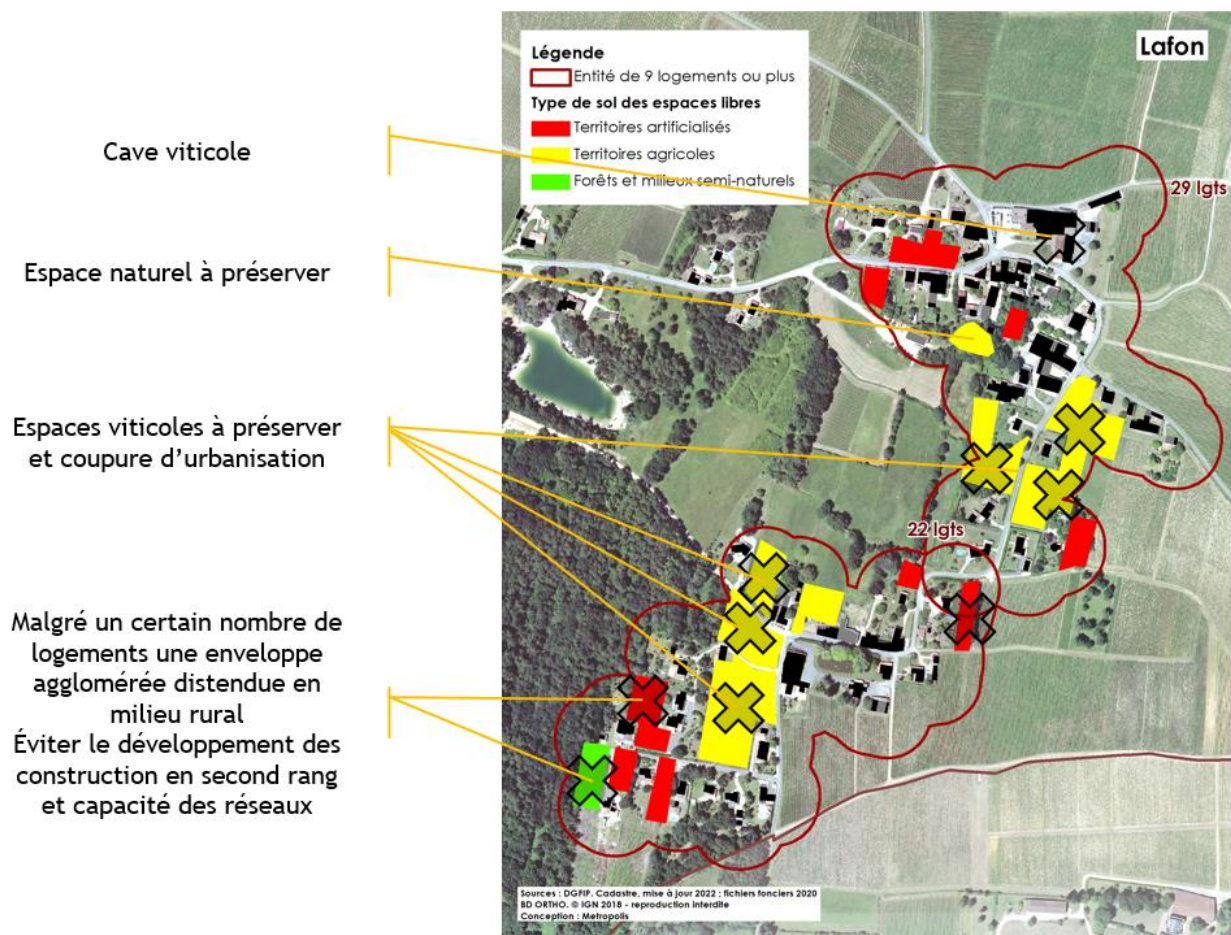 Cave viticole
Espace naturel à préserver
Espaces viticoles à préserver
et coupure d'urbanisation
Malgré un certain nombre de
logements une enveloppe
agglomérée distendue en
milieu rural
Éviter le développement des
construction en second rang
et capacité des réseaux
Légende
Entité de 9 logements ou plus
Type de sol des espaces libres
Territoires artificialisés
Territoires agricoles
Forêts et milieux semi-naturels
Lafon
29 lgts
22 lgts
Sources : DGFIP. Cadastre, mise à jour 2022 ; fichiers fonciers 2020
BD ORTHO. © IGN 2018 - reproduction interdite
Conception : Metropolis